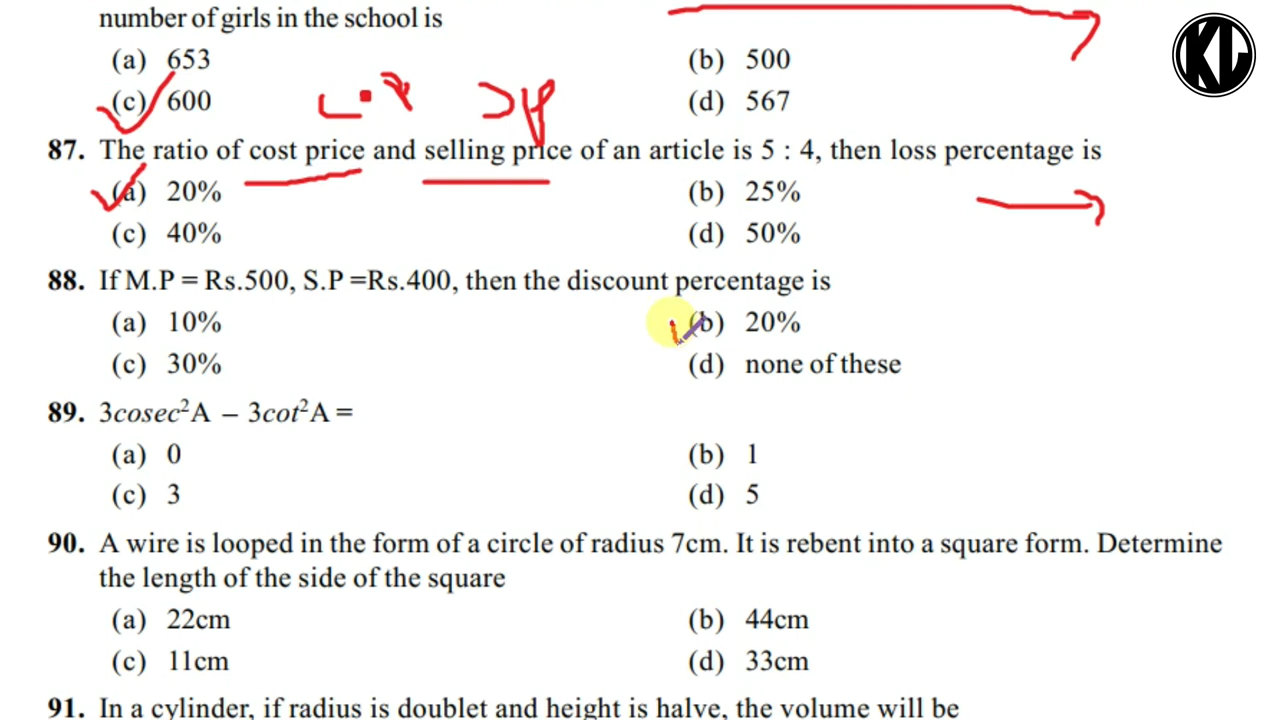 number of girls in the school is
(a) 653 (b) 500
(c) 600 (d) 567
87. The ratio of cost price and selling price of an article is 5 : 4, then loss percentage is
(a) 20% (b) 25%
(c) 40% (d) 50%
88. If M.P = Rs.500, S.P =Rs.400, then the discount percentage is
(a) 10% (b) 20%
(c) 30% (d) none of these
89. 3cosec²A – 3cot²A =
(a) 0 (b) 1
(c) 3 (d) 5
90. A wire is looped in the form of a circle of radius 7cm. It is rebent into a square form. Determine
the length of the side of the square
(a) 22cm (b) 44cm
(c) 11cm (d) 33cm
91. In a cylinder, if radius is doublet and height is halve, the volume will be